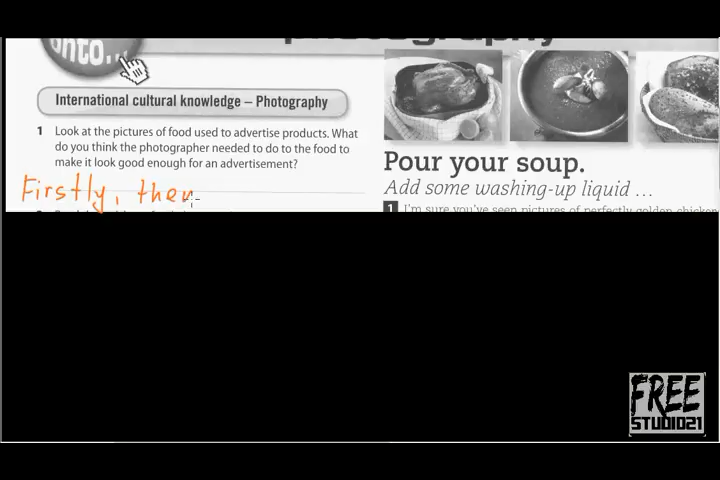 onto...
photography
International cultural knowledge – Photography
1 Look at the pictures of food used to advertise products. What
do you think the photographer needed to do to the food to
make it look good enough for an advertisement?
Firstly, ther
Pour your soup.
Add some washing-up liquid ...
1 I'm sure you've seen pictures of perfectly golden chicken
FREE
STUDIO21